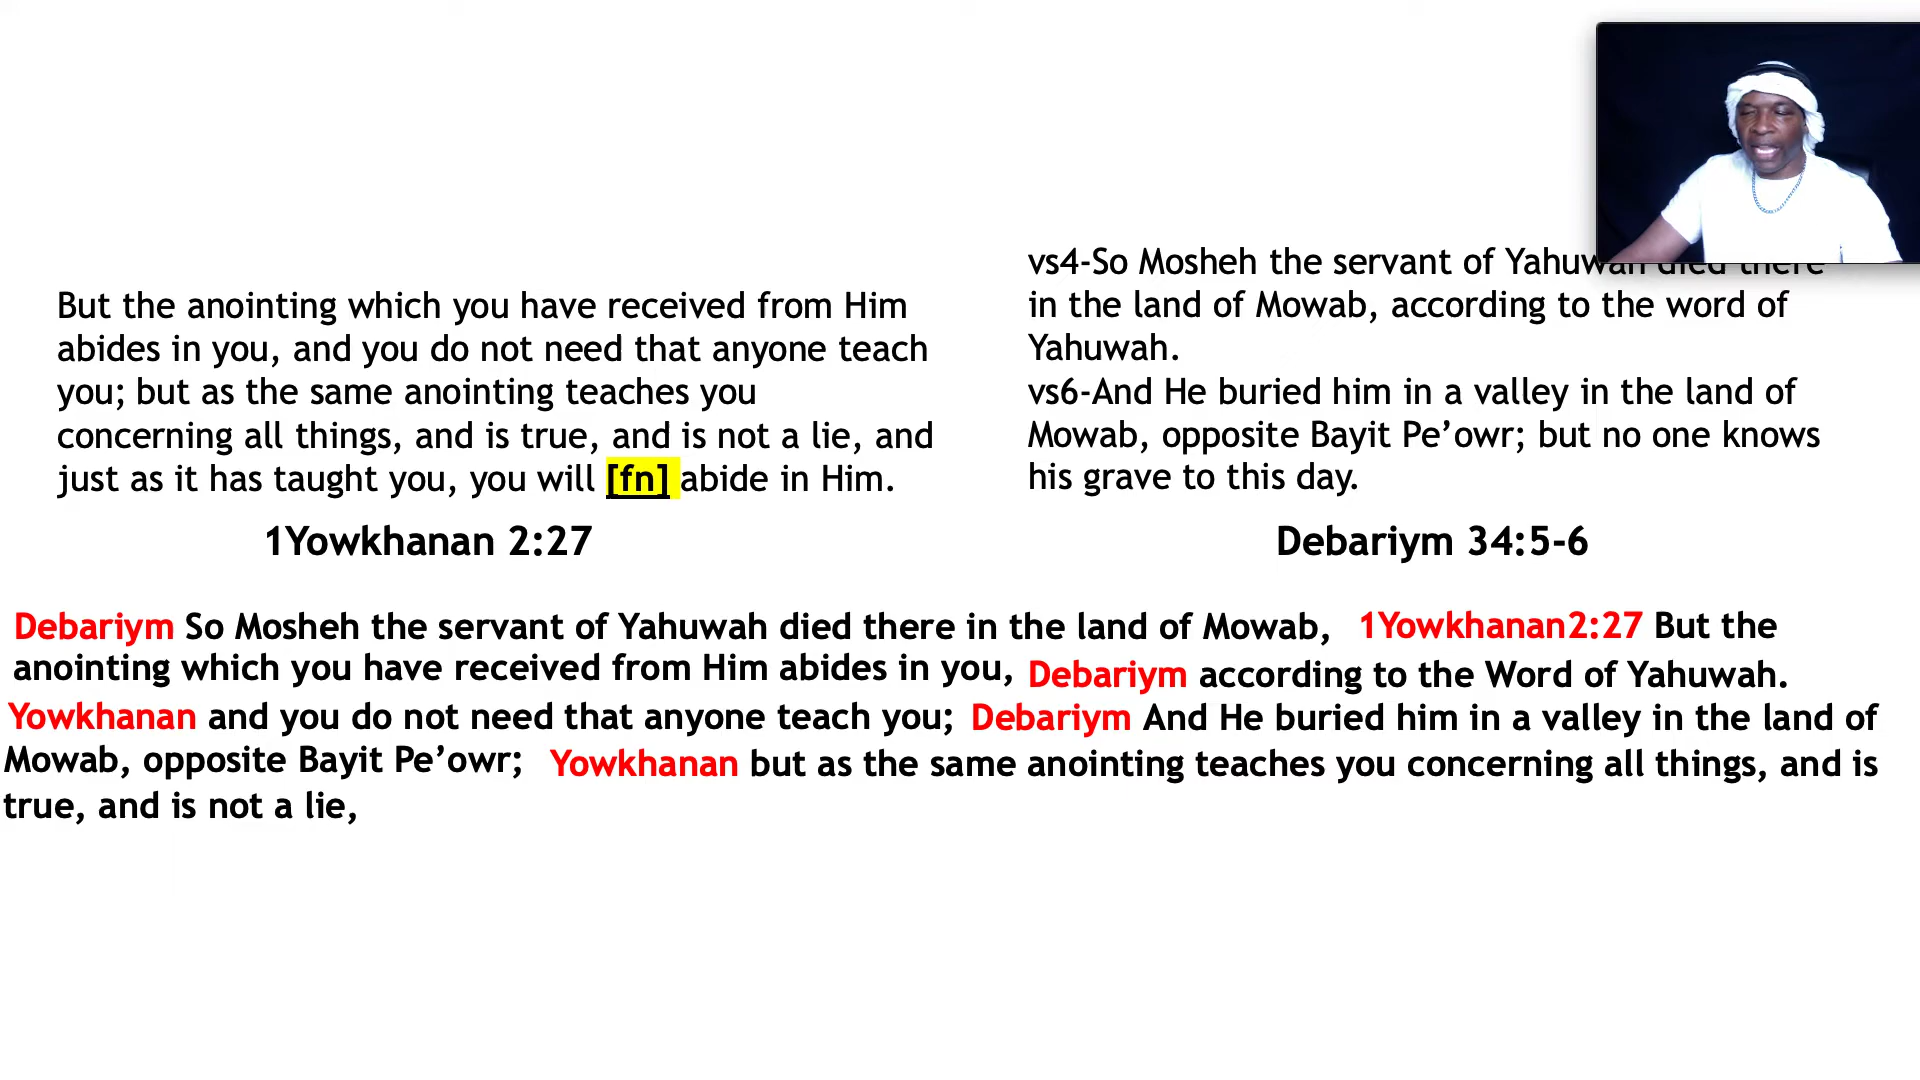 But the anointing which you have received from Him
abides in you, and you do not need that anyone teach
you; but as the same anointing teaches you
concerning all things, and is true, and is not a lie, and
just as it has taught you, you will [fn] abide in Him.
1Yowkhanan 2:27
vs4-So Mosheh the servant of Yahuwah died there
in the land of Mowab, according to the word of
Yahuwah.
vs6-And He buried him in a valley in the land of
Mowab, opposite Bayit Pe’owr; but no one knows
his grave to this day.
Debariym 34:5-6
Debariym So Mosheh the servant of Yahuwah died there in the land of Mowab, 1Yowkhanan2:27 But the
anointing which you have received from Him abides in you, Debariym according to the Word of Yahuwah.
Yowkhanan and you do not need that anyone teach you; Debariym And He buried him in a valley in the land of
Mowab, opposite Bayit Pe’owr; Yowkhanan but as the same anointing teaches you concerning all things, and is
true, and is not a lie,